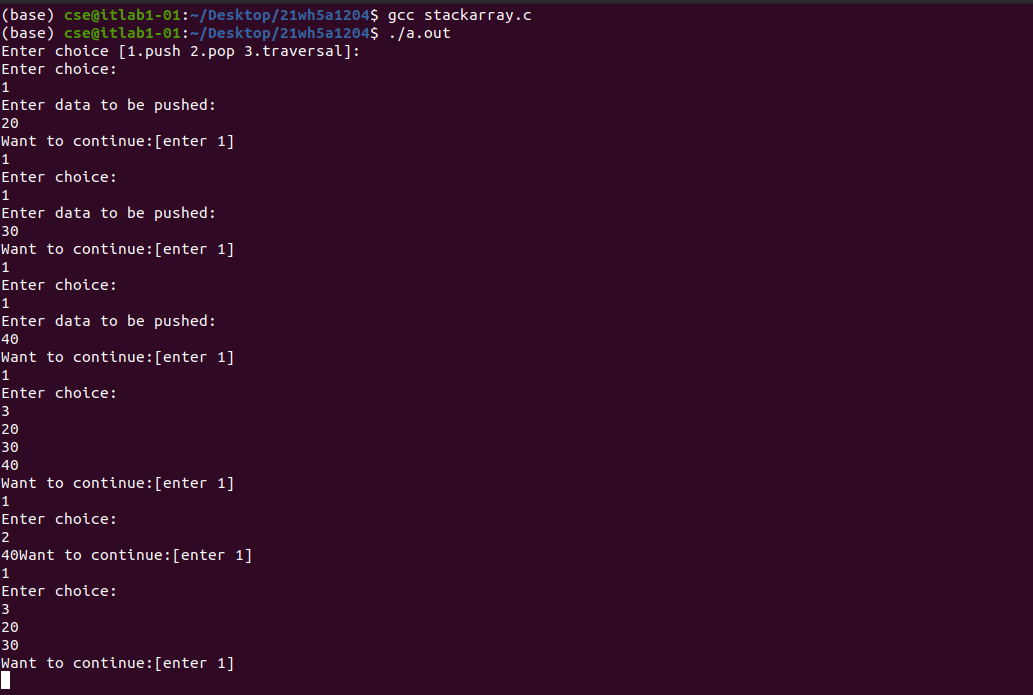 (base) cse@itlab1-01:~/Desktop/21wh5a1204$ gcc stackarray.c
(base) cse@itlab1-01:~/Desktop/21wh5a1204$ ./a.out
Enter choice [1.push 2.pop 3.traversal]:
Enter choice:
1
Enter data to be pushed:
20
Want to continue:[enter 1]
1
Enter choice:
1
Enter data to be pushed:
30
Want to continue:[enter 1]
1
Enter choice:
1
Enter data to be pushed:
40
Want to continue:[enter 1]
1
Enter choice:
3
20
30
40
Want to continue:[enter 1]
1
Enter choice:
2
40Want to continue:[enter 1]
1
Enter choice:
3
20
30
Want to continue:[enter 1]